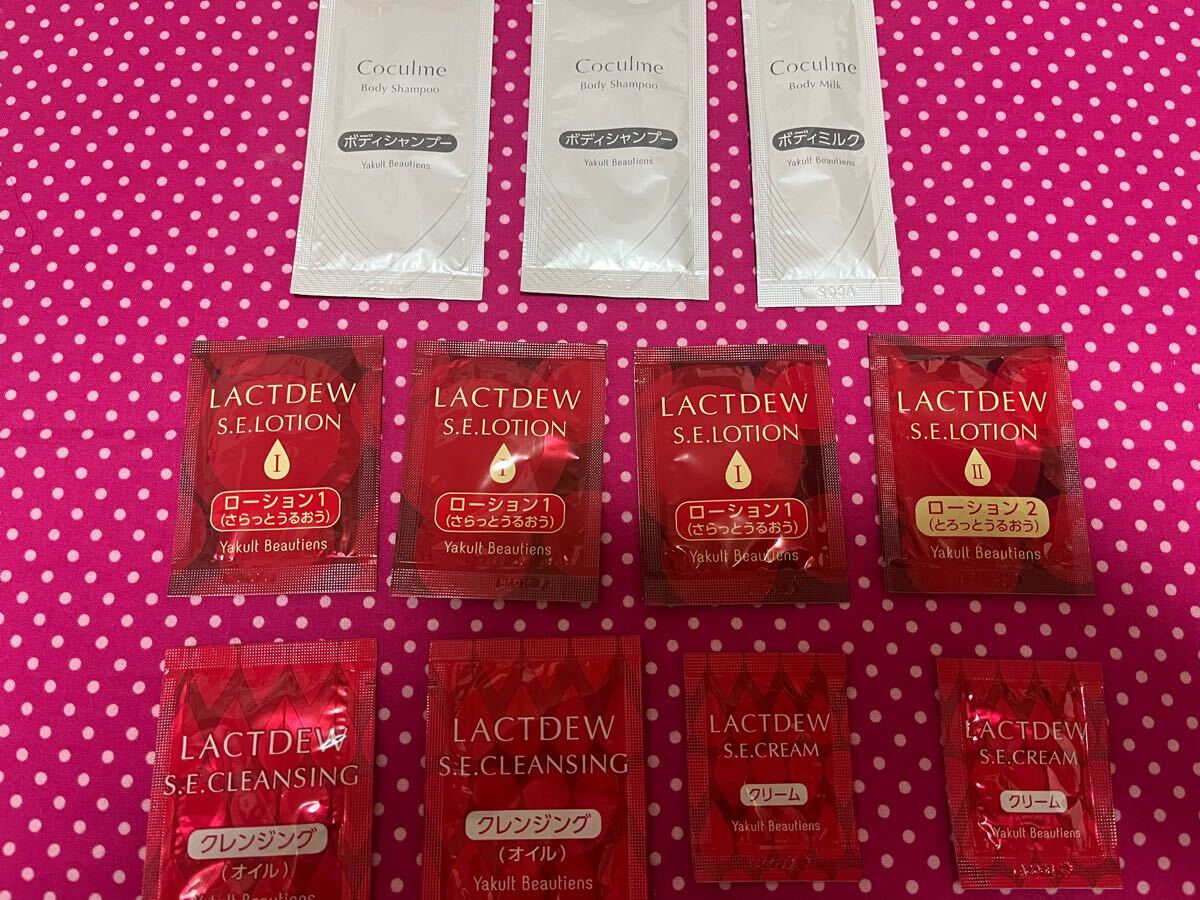 Coculme
Body Shampoo
ボディシャンプー
Yakult Beautiens
Coculme
Body Shampoo
ボディシャンプー
Yakult Beautiens
Coculme
Body Milk
ボディミルク
Yakult Beautiens
LACTDEW
S.E.LOTION
I
ローション1
(さらっとうるおう)
Yakult Beautiens
LACTDEW
S.E.LOTION
I
ローション1
(さらっとうるおう)
Yakult Beautiens
LACTDEW
S.E.LOTION
I
ローション1
(さらっとうるおう)
Yakult Beautiens
LACTDEW
S.E.LOTION
II
ローション2
(とろっとうるおう)
Yakult Beautiens
LACTDEW
S.E.CLEANSING
クレンジング
(オイル)
Yakult Beautiens
LACTDEW
S.E.CLEANSING
クレンジング
(オイル)
Yakult Beautiens
LACTDEW
S.E.CREAM
クリーム
Yakult Beautiens
LACTDEW
S.E.CREAM
クリーム
Yakult Beautiens